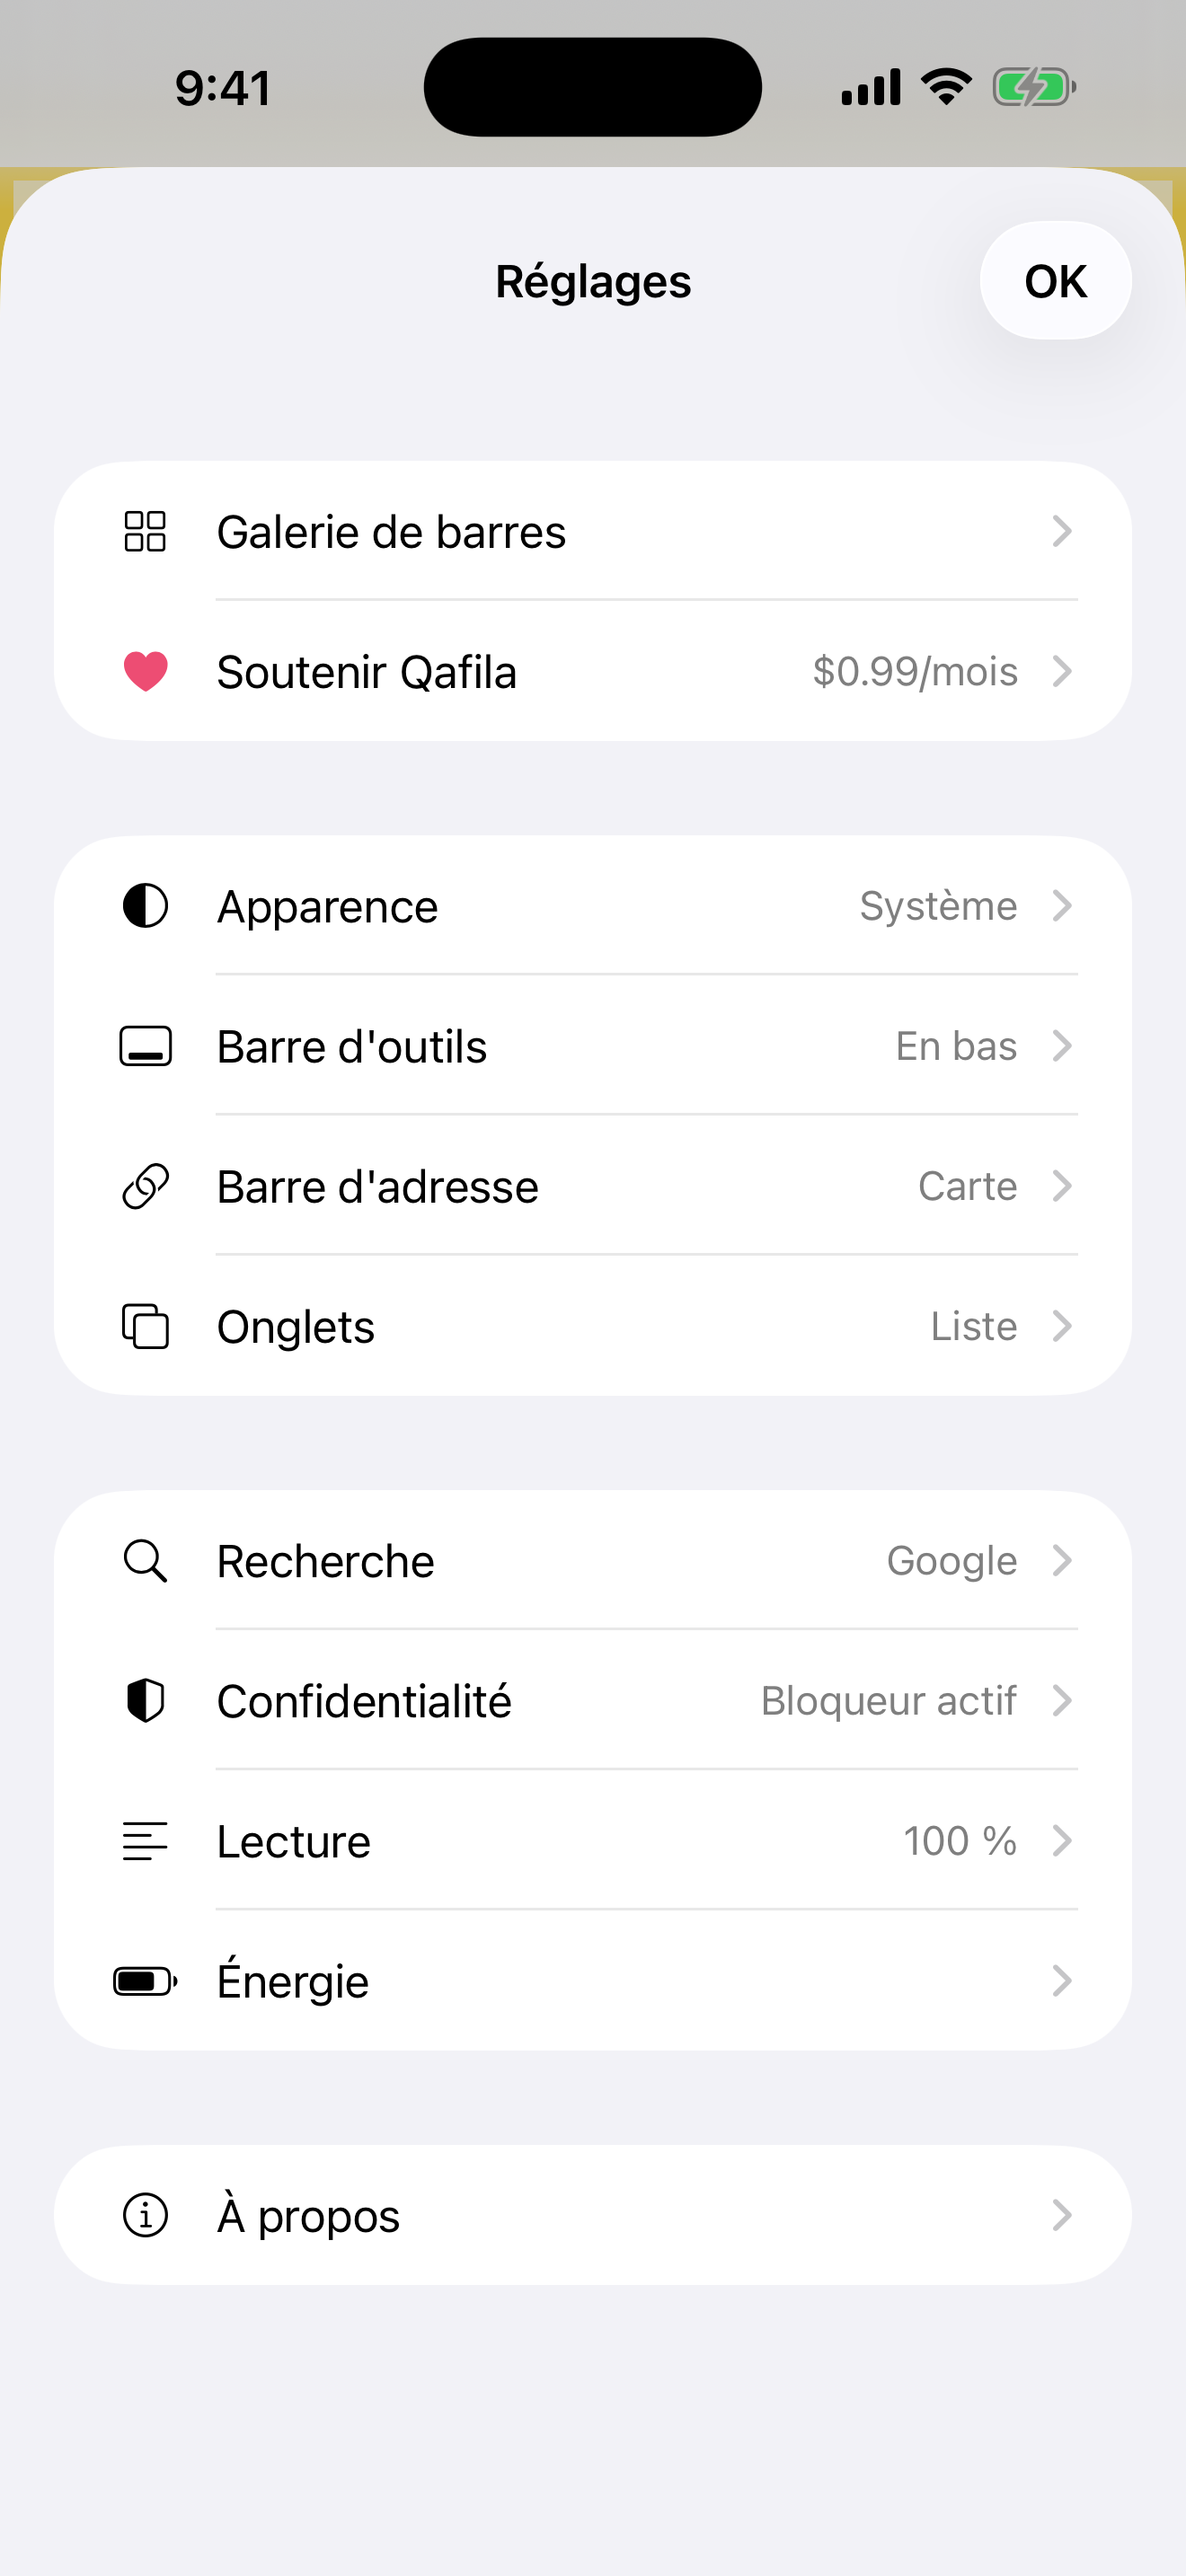 9:41
Réglages
OK
Galerie de barres
Soutenir Qafila $0.99/mois
Apparence Système
Barre d'outils En bas
Barre d'adresse Carte
Onglets Liste
Recherche Google
Confidentialité Bloqueur actif
Lecture 100 %
Énergie
À propos